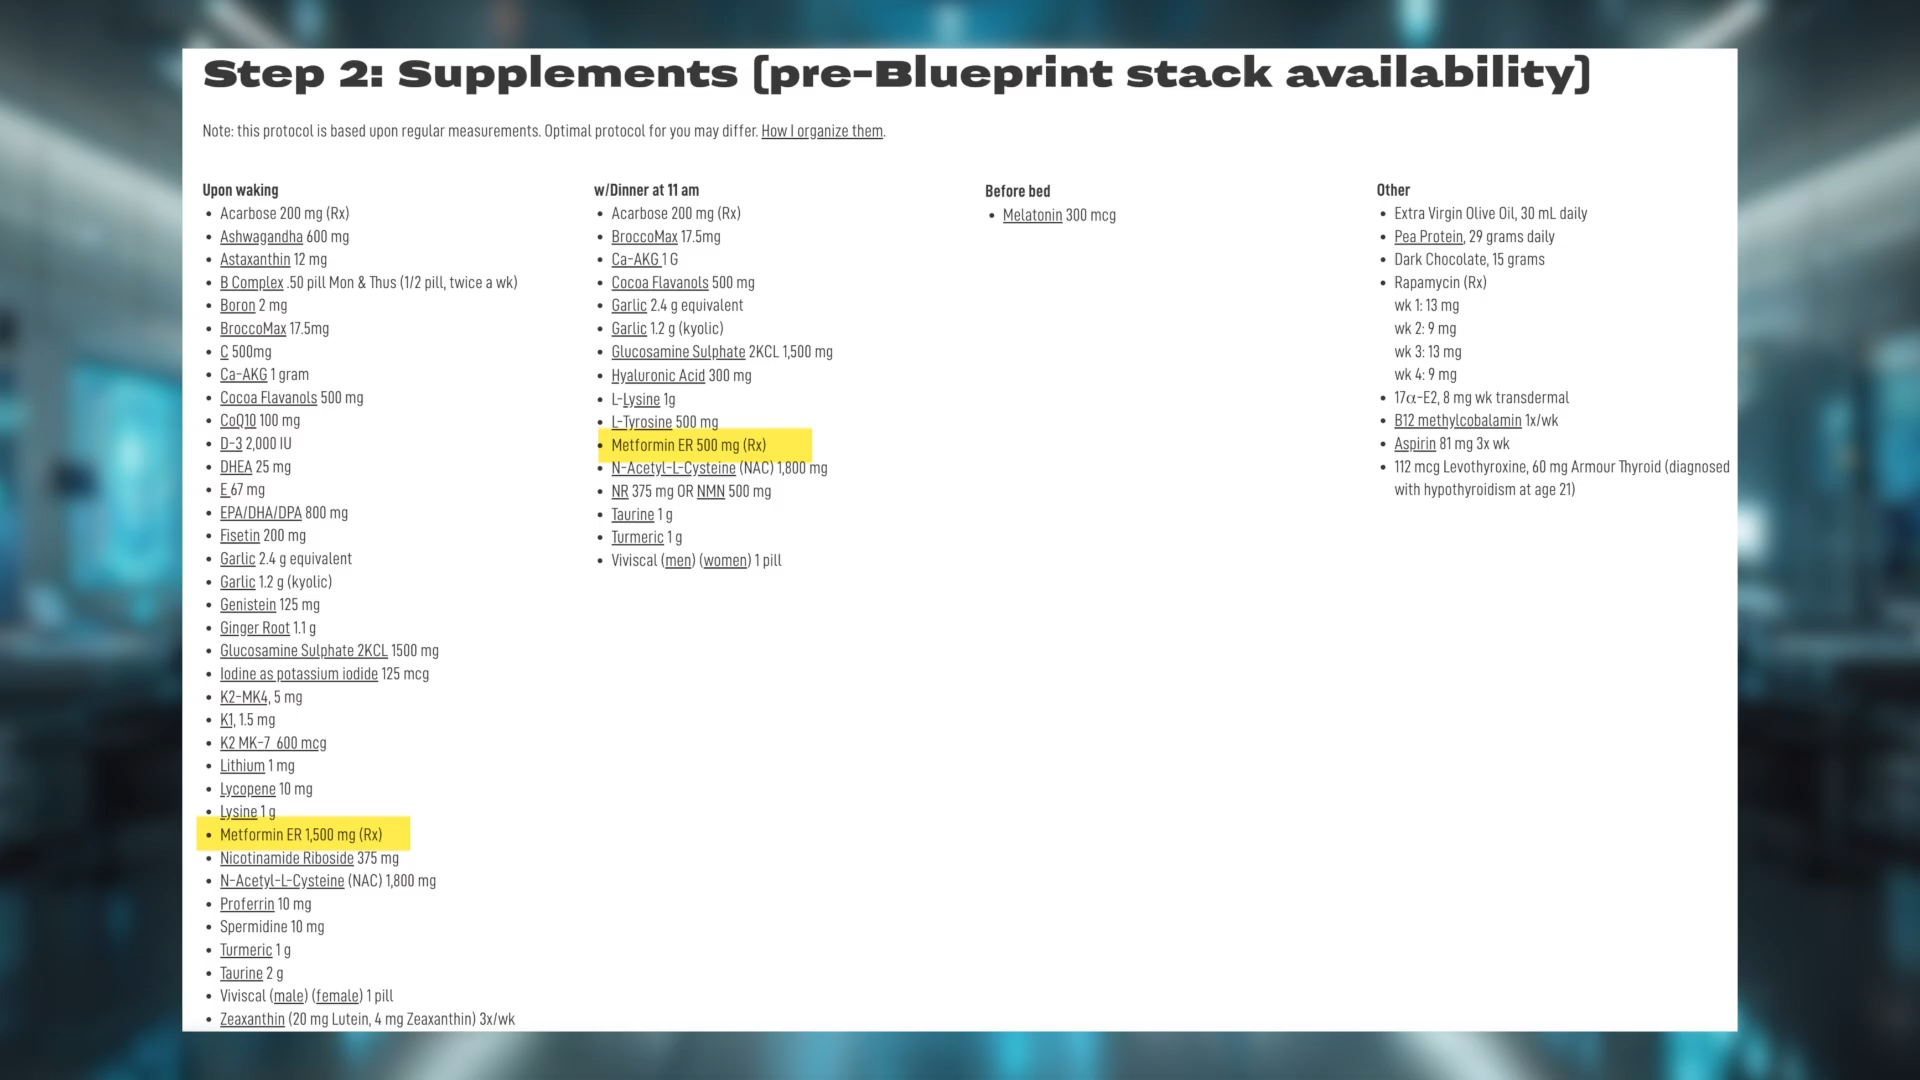 Step 2: Supplements (pre-Blueprint stack availability)
Note: this protocol is based upon regular measurements. Optimal protocol for you may differ. How I organize them.
Upon waking
Acarbose 200 mg (Rx)
Ashwagandha 600 mg
Astaxanthin 12 mg
B Complex .50 pill Mon & Thus (1/2 pill, twice a wk)
Boron 2 mg
BroccoMax 17.5mg
C 500mg
Ca-AKG 1 gram
Cocoa Flavanols 500 mg
CoQ10 100 mg
D-3 2,000 IU
DHEA 25 mg
E 67 mg
EPA/DHA/DPA 800 mg
Fisetin 200 mg
Garlic 2.4 g equivalent
Garlic 1.2 g (kyolic)
Genistein 125 mg
Ginger Root 1.1 g
Glucosamine Sulphate 2KCL 1500 mg
Iodine as potassium iodide 125 mcg
K2-MK4, 5 mg
K1, 1.5 mg
K2 MK-7 600 mcg
Lithium 1 mg
Lycopene 10 mg
Lysine 1 g
Metformin ER 1,500 mg (Rx)
Nicotinamide Riboside 375 mg
N-Acetyl-L-Cysteine (NAC) 1,800 mg
Proferrin 10 mg
Spermidine 10 mg
Turmeric 1 g
Taurine 2 g
Viviscal (male) (female) 1 pill
Zeaxanthin (20 mg Lutein, 4 mg Zeaxanthin) 3x/wk
w/Dinner at 11 am
Acarbose 200 mg (Rx)
BroccoMax 17.5mg
Ca-AKG 1 G
Cocoa Flavanols 500 mg
Garlic 2.4 g equivalent
Garlic 1.2 g (kyolic)
Glucosamine Sulphate 2KCL 1,500 mg
Hyaluronic Acid 300 mg
L-Lysine 1g
L-Tyrosine 500 mg
Metformin ER 500 mg (Rx)
N-Acetyl-L-Cysteine (NAC) 1,800 mg
NR 375 mg OR NMN 500 mg
Taurine 1 g
Turmeric 1 g
Viviscal (men) (women) 1 pill
Before bed
Melatonin 300 mcg
Other
Extra Virgin Olive Oil, 30 mL daily
Pea Protein, 29 grams daily
Dark Chocolate, 15 grams
Rapamycin (Rx)
wk 1: 13 mg
wk 2: 9 mg
wk 3: 13 mg
wk 4: 9 mg
17α-E2, 8 mg wk transdermal
B12 methylcobalamin 1x/wk
Aspirin 81 mg 3x wk
112 mcg Levothyroxine, 60 mg Armour Thyroid (diagnosed
with hypothyroidism at age 21)